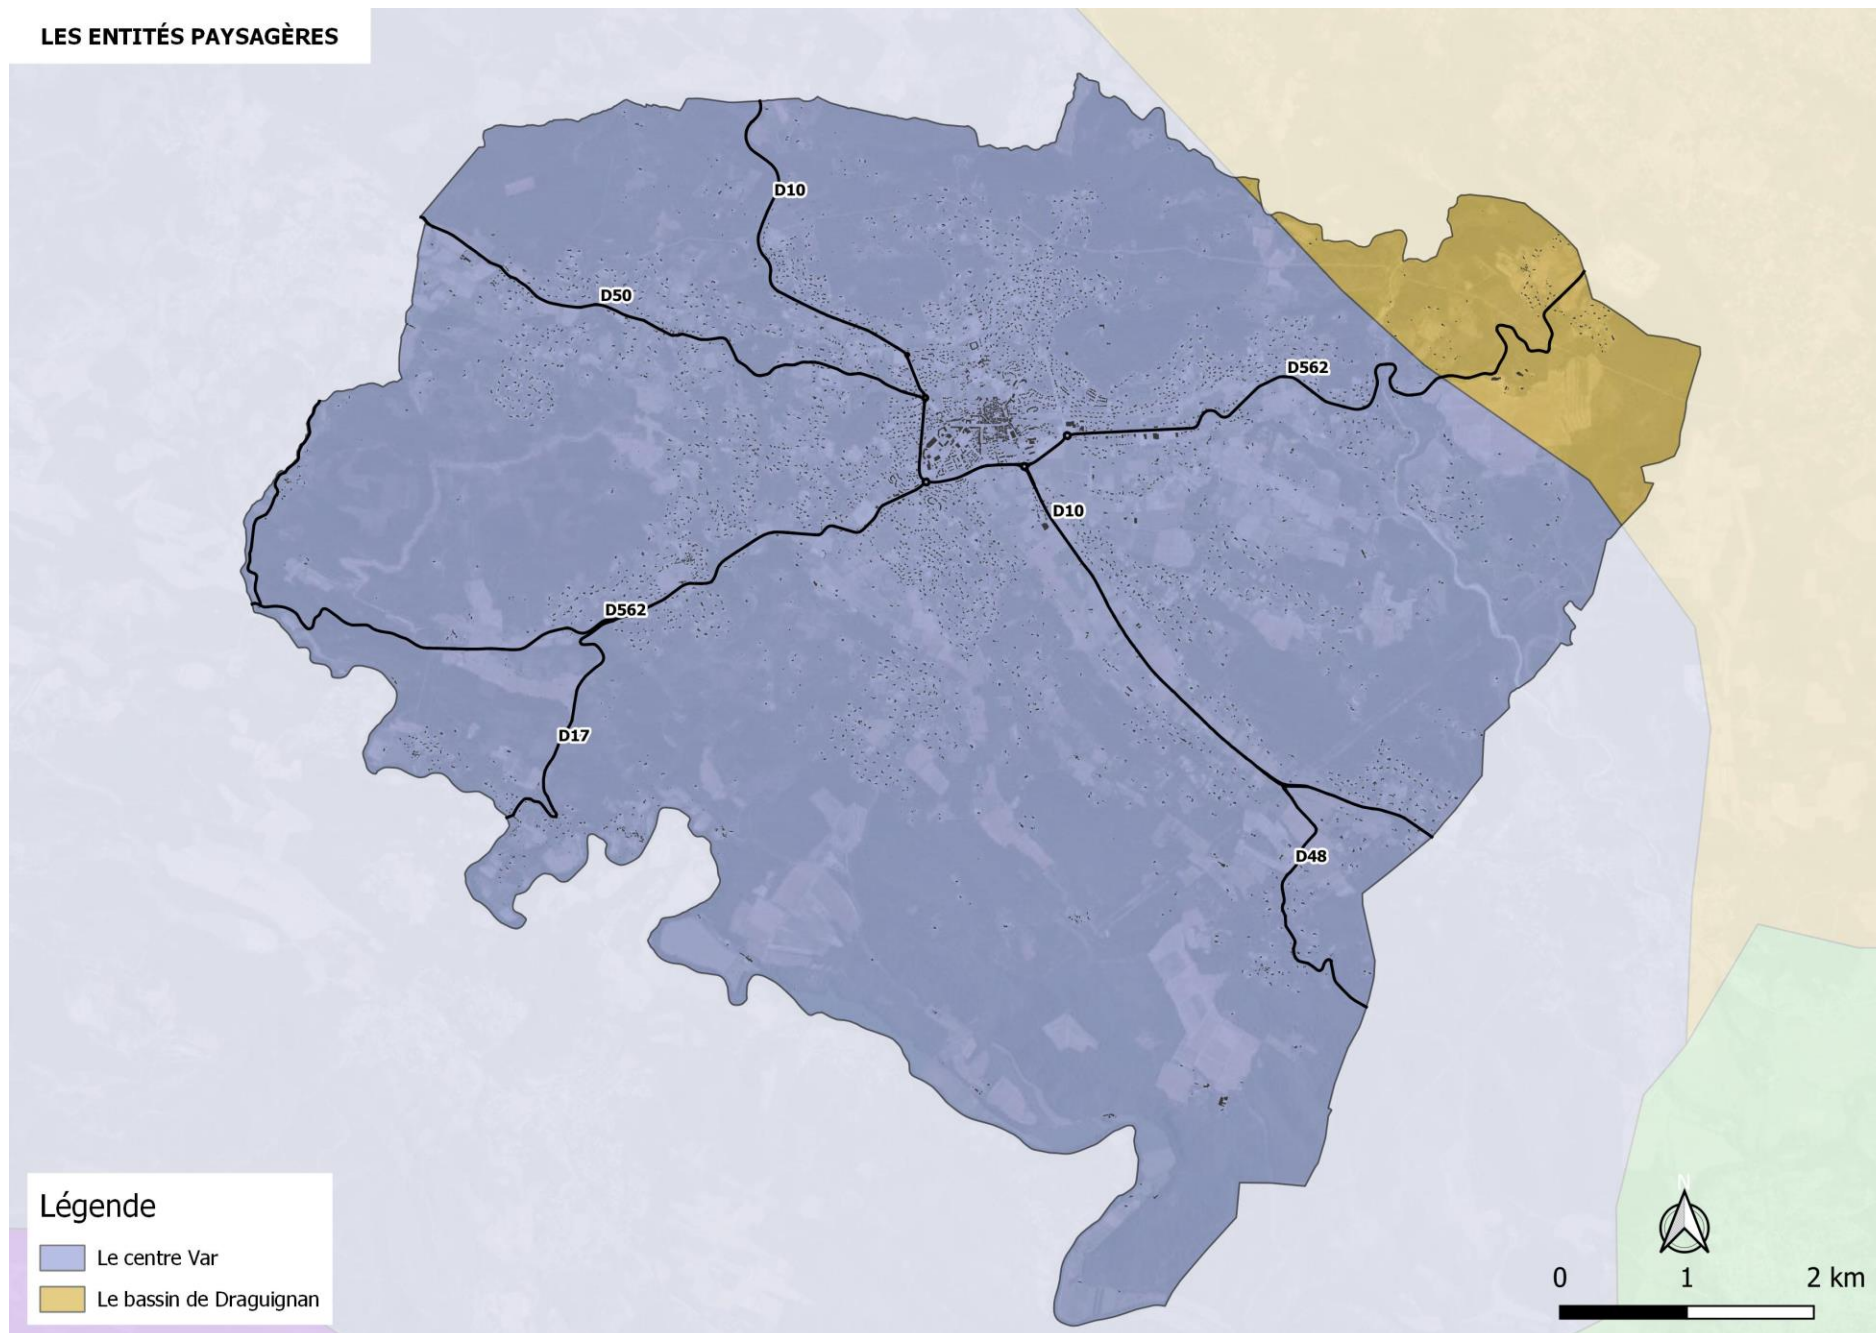 LES ENTITÉS PAYSAGÈRES
D10
D50
D562
D10
D562
D17
D48
Légende
Le centre Var
Le bassin de Draguignan
N
0 1 2 km